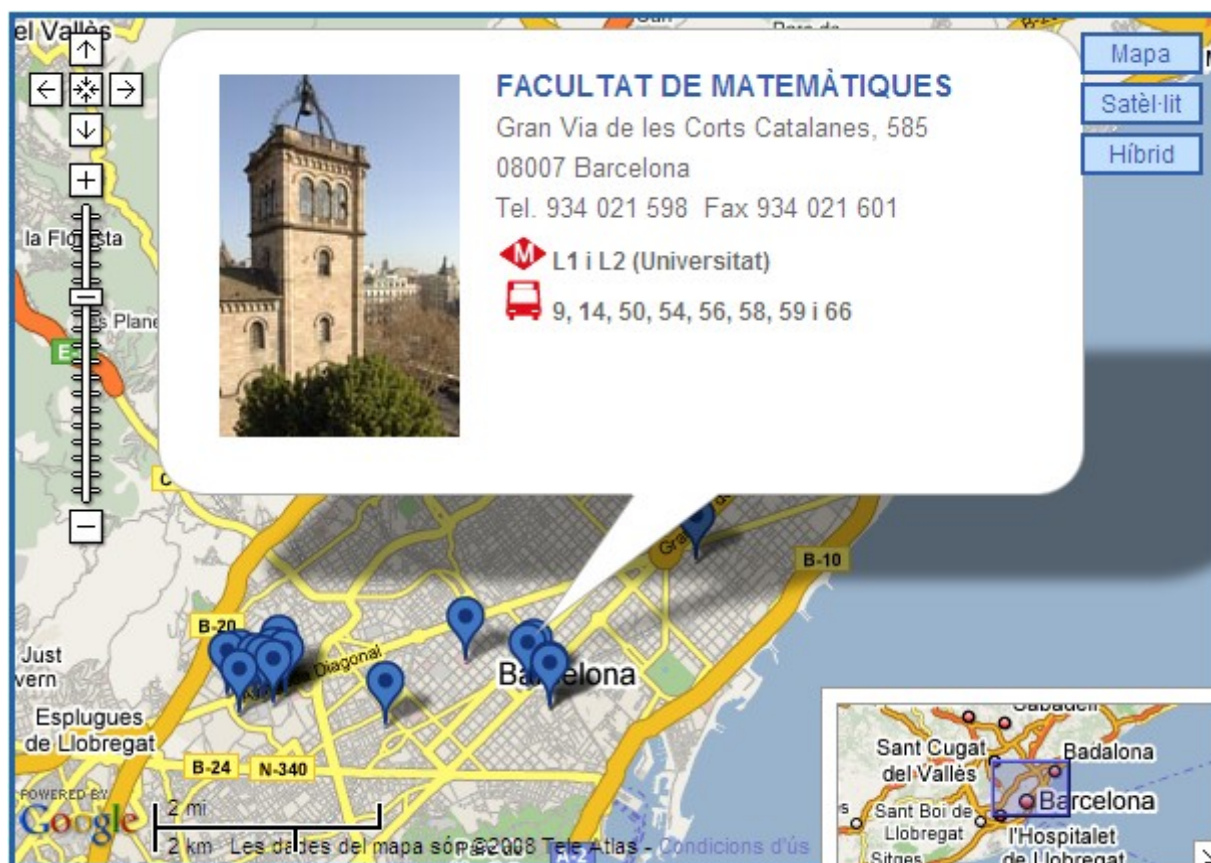 el Vallès
Mapa
Satèl·lit
Híbrid
FACULTAT DE MATEMÀTIQUES
Gran Via de les Corts Catalanes, 585
08007 Barcelona
Tel. 934 021 598 Fax 934 021 601
M L1 i L2 (Universitat)
9, 14, 50, 54, 56, 58, 59 i 66
B-10
B-20
Diagonal
Barcelona
Just
Esplugues
de Llobregat
B-24
N-340
POWERED BY
Google
2 mi
2 km
Les dades del mapa són ©2008 Tele Atlas - Condicions d'ús
A-2
Sabadell
Sant Cugat
del Vallès
Badalona
Barcelona
Sant Boi de
Llobregat
l'Hospitalet
de Llobregat
Sitges